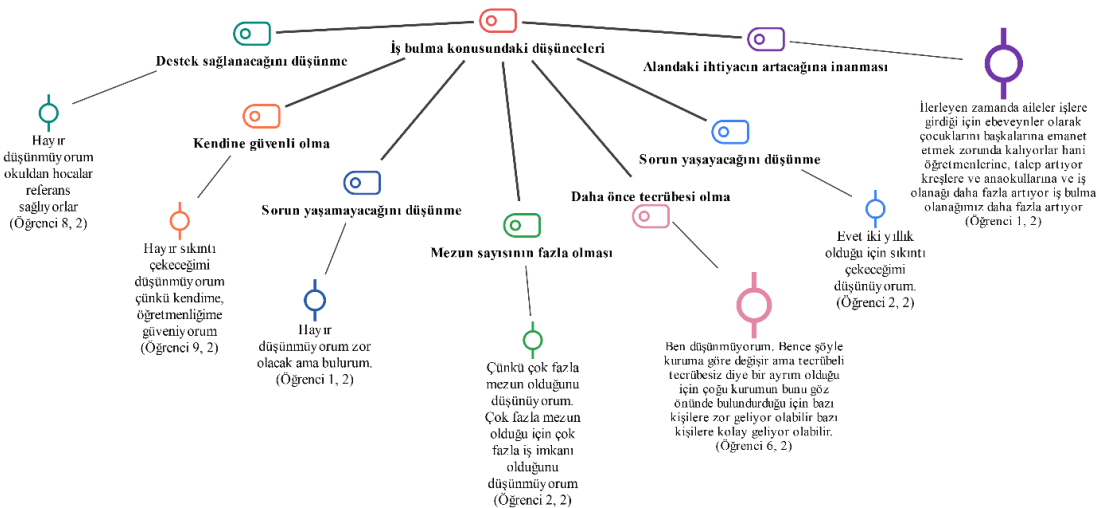 İş bulma konusundaki düşünceleri
Destek sağlanacağını düşünme
Hayır
düşünmüyorum
okuldan hocalar
referans
sağlıyorlar
(Öğrenci 8, 2)
Kendine güvenli olma
Hayır sıkıntı
çekeceğimi
düşünmüyorum
çünkü kendime,
öğretmenliğime
güveniyorum
(Öğrenci 9, 2)
Sorun yaşamayacağını düşünme
Hayır
düşünmüyorum zor
olacak ama bulurum.
(Öğrenci 1, 2)
Mezun sayısının fazla olması
Çünkü çok fazla
mezun olduğunu
düşünüyorum.
Çok fazla mezun
olduğu için çok
fazla iş imkanı
olduğunu
düşünmüyorum
(Öğrenci 2, 2)
Daha önce tecrübesi olma
Ben düşünmüyorum. Bence şöyle
kuruma göre değişir ama tecrübeli
tecrübesiz diye bir ayrım olduğu
için çoğu kurumun bunu göz
önünde bulundurduğu için bazı
kişilere zor geliyor olabilir bazı
kişilere kolay geliyor olabilir.
(Öğrenci 6, 2)
Sorun yaşayacağını düşünme
Evet iki yıllık
olduğu için sıkıntı
çekeceğimi
düşünüyorum.
(Öğrenci 2, 2)
Alandaki ihtiyacın artacağına inanması
İlerleyen zamanda aileler işlere
girdiği için ebeveynler olarak
çocuklarını başkalarına emanet
etmek zorunda kalıyorlar hani
öğretmenlerine, talep artıyor
kreşlere ve anaokullarına ve iş
olanağı daha fazla artıyor iş bulma
olanağımız daha fazla artıyor
(Öğrenci 1, 2)